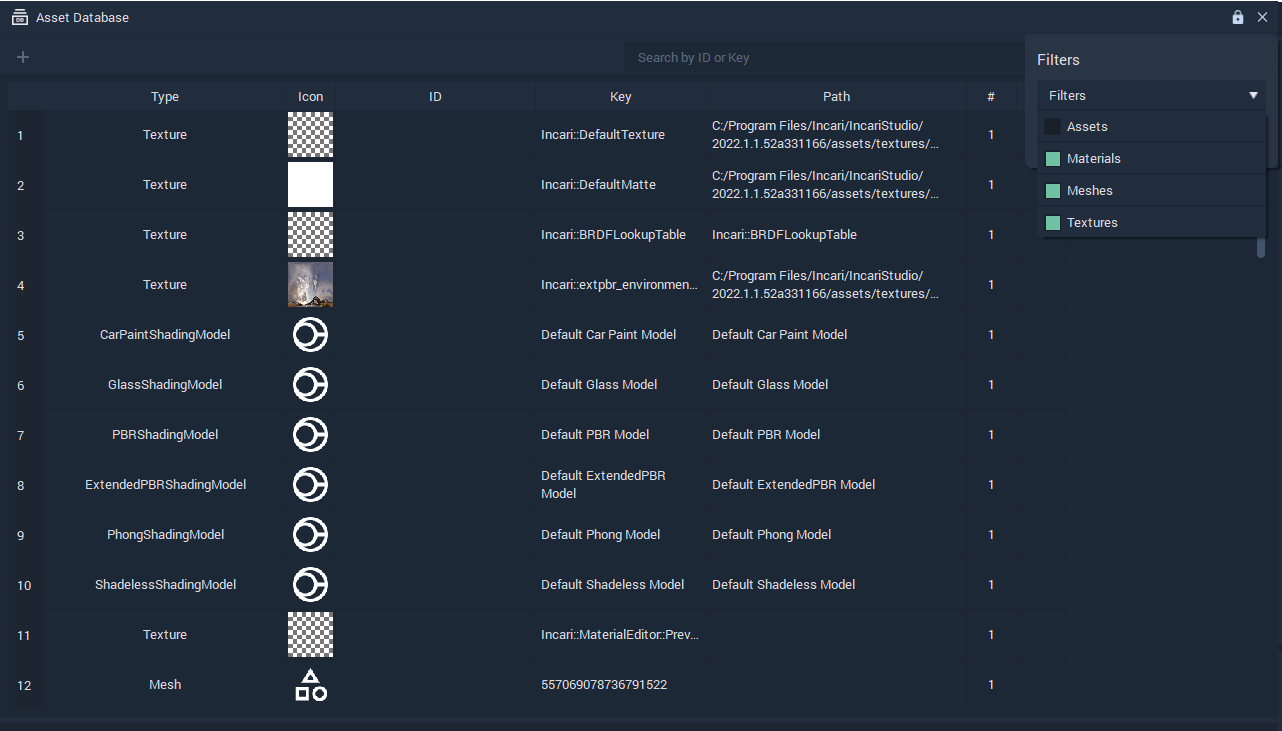 DB Asset Database
Search by ID or Key
Filters
Filters
Assets
Materials
Meshes
Textures
Type Icon ID Key Path #
1 Texture Incari::DefaultTexture C:/Program Files/Incari/IncariStudio/
2022.1.1.52a331166/assets/textures/... 1
2 Texture Incari::DefaultMatte C:/Program Files/Incari/IncariStudio/
2022.1.1.52a331166/assets/textures/... 1
3 Texture Incari::BRDFLookupTable Incari::BRDFLookupTable 1
4 Texture Incari::extpbr_environmen... C:/Program Files/Incari/IncariStudio/
2022.1.1.52a331166/assets/textures/... 1
5 CarPaintShadingModel Default Car Paint Model Default Car Paint Model 1
6 GlassShadingModel Default Glass Model Default Glass Model 1
7 PBRShadingModel Default PBR Model Default PBR Model 1
8 ExtendedPBRShadingModel Default ExtendedPBR
Model Default ExtendedPBR Model 1
9 PhongShadingModel Default Phong Model Default Phong Model 1
10 ShadelessShadingModel Default Shadeless Model Default Shadeless Model 1
11 Texture Incari::MaterialEditor::Prev... 1
12 Mesh 557069078736791522 1